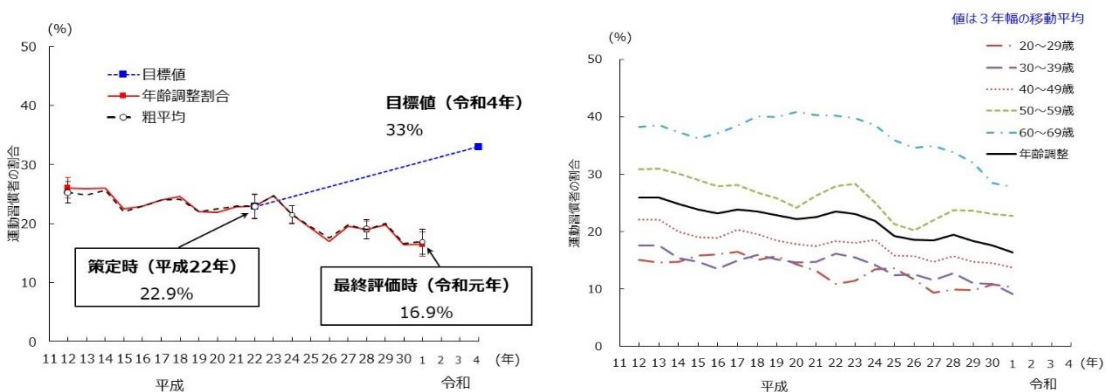 (%)
50
40
30
20
10
0
運動習慣者の割合
目標値
年齢調整割合
粗平均
目標値（令和4年）
33%
策定時（平成22年）
22.9%
最終評価時（令和元年）
16.9%
11 12 13 14 15 16 17 18 19 20 21 22 23 24 25 26 27 28 29 30 1 2 3 4 (年)
平成 令和
値は３年幅の移動平均
(%)
50
40
30
20
10
0
運動習慣者の割合
20～29歳
30～39歳
40～49歳
50～59歳
60～69歳
年齢調整
11 12 13 14 15 16 17 18 19 20 21 22 23 24 25 26 27 28 29 30 1 2 3 4 (年)
平成 令和